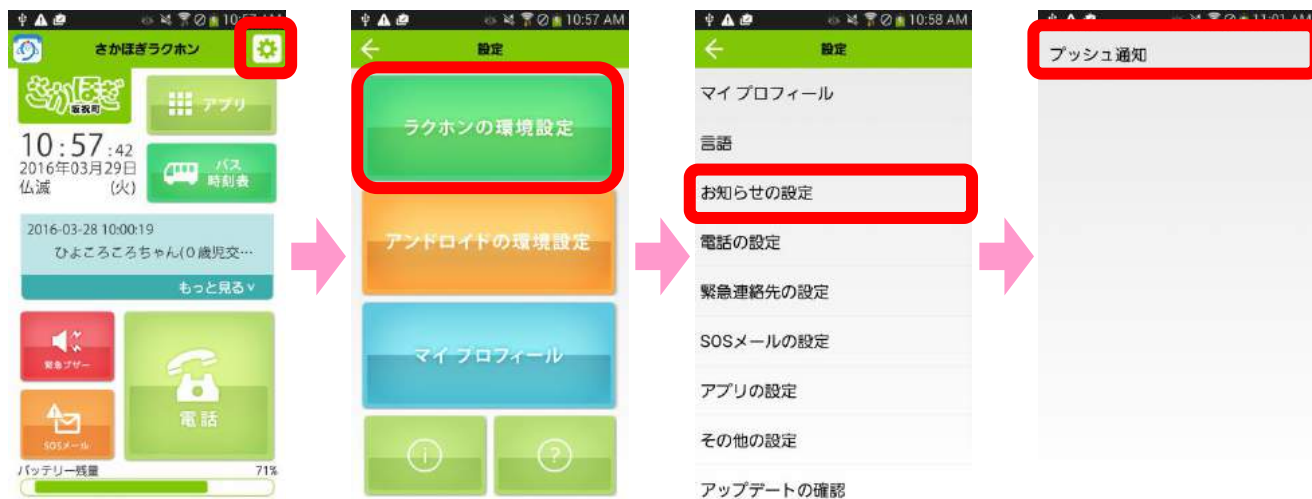 10:57 AM
さかほぎラクホン
さかほぎ
坂祝町
アプリ
10:57:42
2016年03月29日
仏滅 (火)
バス
時刻表
2016-03-28 10:00:19
ひよころころちゃん(0歳児交…
もっと見る∨
緊急ブザー
SOSメール
電話
バッテリー残量 71%
10:57 AM
設定
ラクホンの環境設定
アンドロイドの環境設定
マイ プロフィール
i
?
10:58 AM
設定
マイ プロフィール
言語
お知らせの設定
電話の設定
緊急連絡先の設定
SOSメールの設定
アプリの設定
その他の設定
アップデートの確認
11:01 AM
プッシュ通知